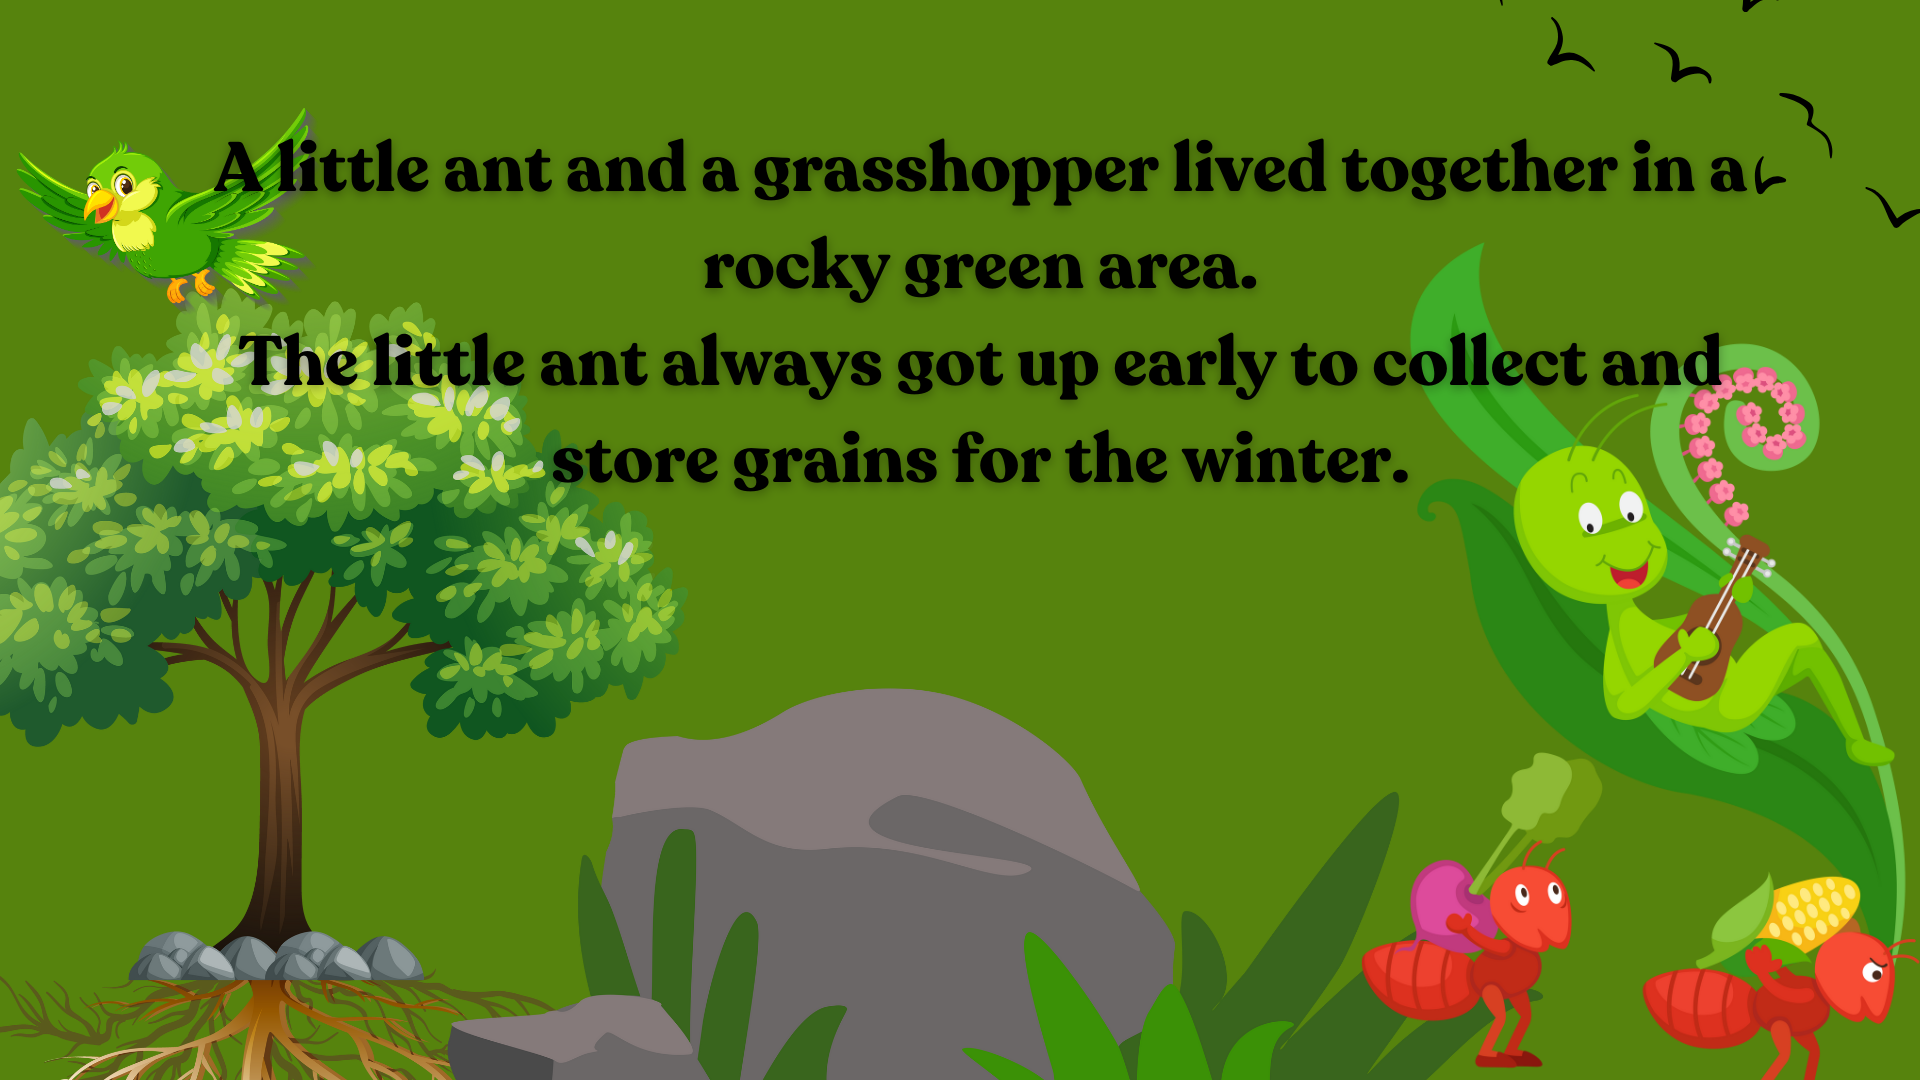 A little ant and a grasshopper lived together in a
rocky green area.
The little ant always got up early to collect and
store grains for the winter.